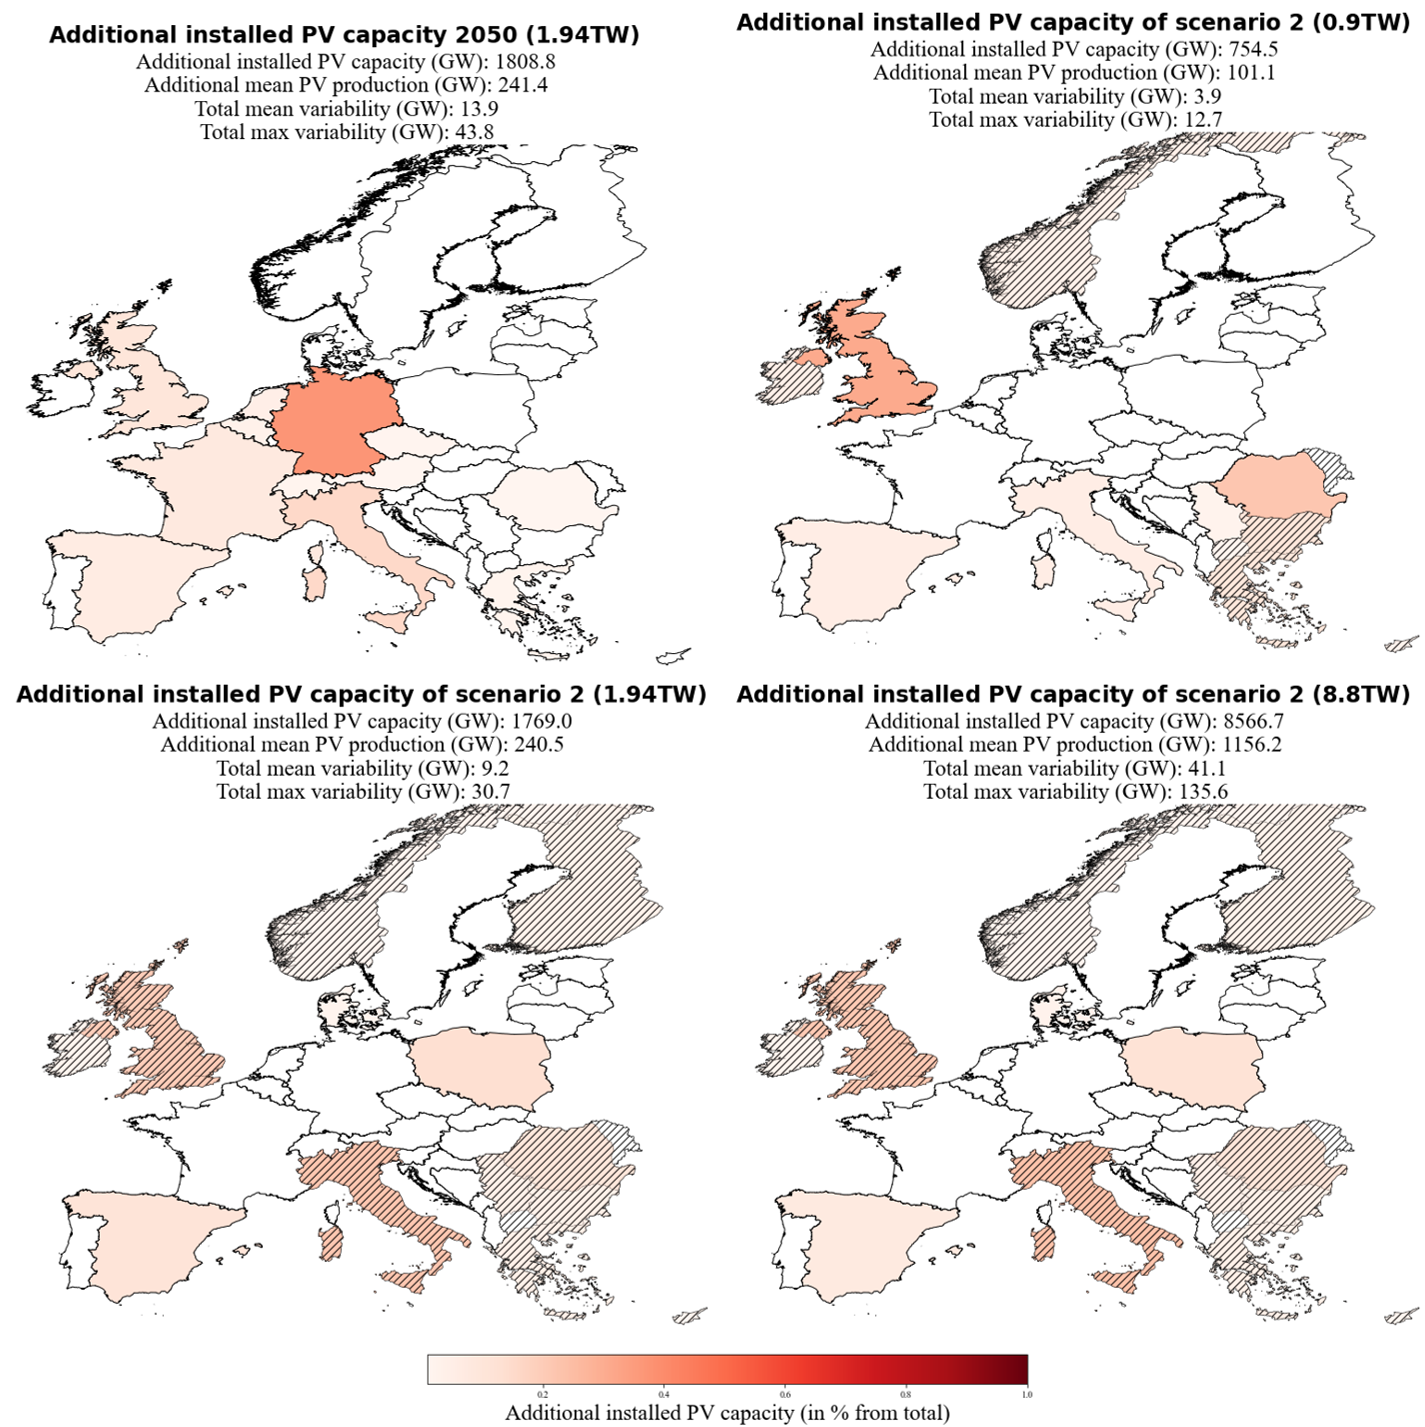 Additional installed PV capacity 2050 (1.94TW)
Additional installed PV capacity (GW): 1808.8
Additional mean PV production (GW): 241.4
Total mean variability (GW): 13.9
Total max variability (GW): 43.8
Additional installed PV capacity of scenario 2 (0.9TW)
Additional installed PV capacity (GW): 754.5
Additional mean PV production (GW): 101.1
Total mean variability (GW): 3.9
Total max variability (GW): 12.7
Additional installed PV capacity of scenario 2 (1.94TW)
Additional installed PV capacity (GW): 1769.0
Additional mean PV production (GW): 240.5
Total mean variability (GW): 9.2
Total max variability (GW): 30.7
Additional installed PV capacity of scenario 2 (8.8TW)
Additional installed PV capacity (GW): 8566.7
Additional mean PV production (GW): 1156.2
Total mean variability (GW): 41.1
Total max variability (GW): 135.6
0.2 0.4 0.6 0.8 1.0
Additional installed PV capacity (in % from total)